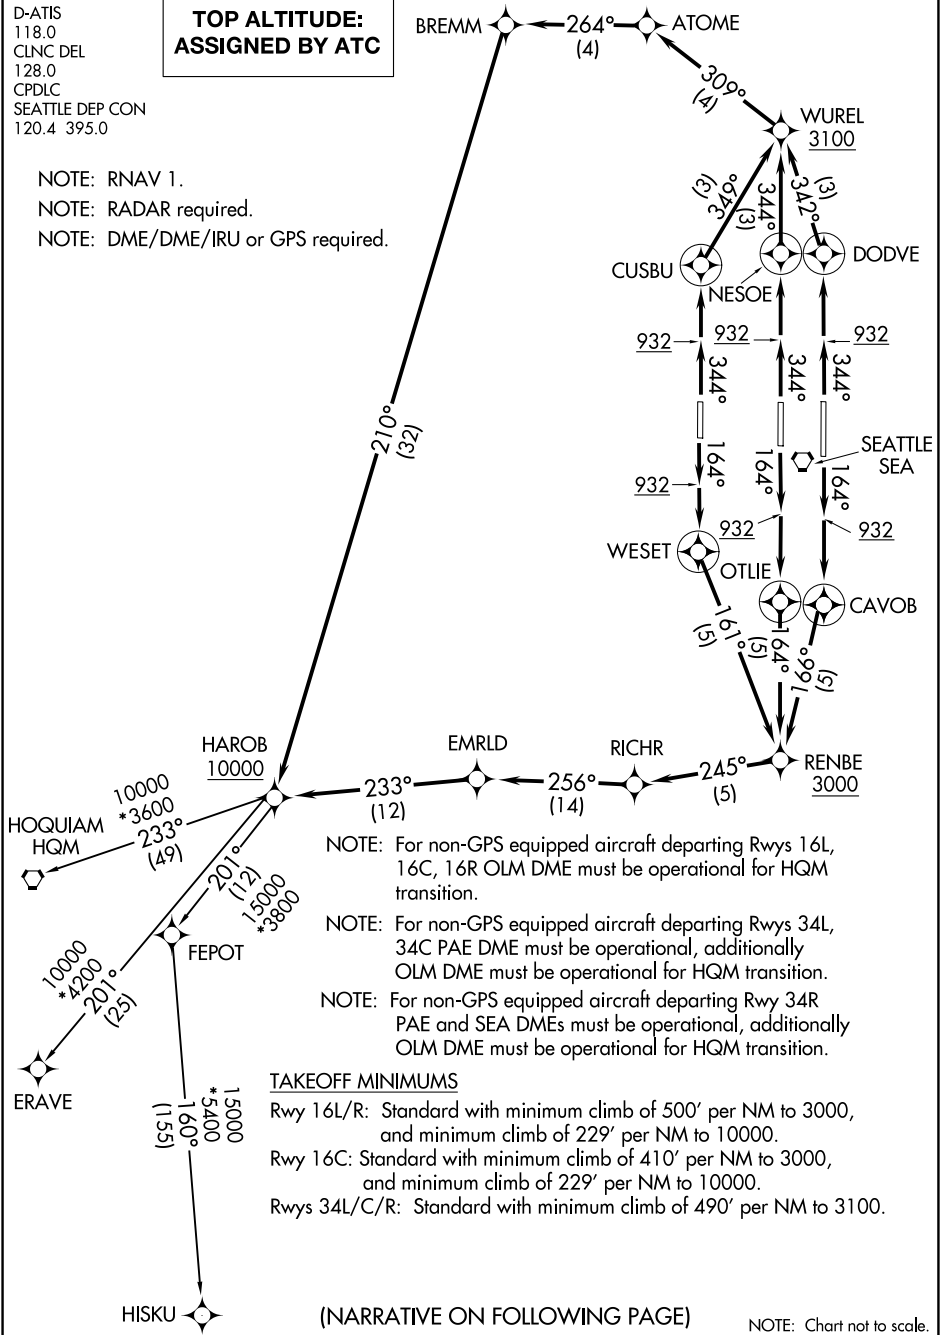 D-ATIS
118.0
CLNC DEL
128.0
CPDLC
SEATTLE DEP CON
120.4 395.0
TOP ALTITUDE:
ASSIGNED BY ATC
NOTE: RNAV 1.
NOTE: RADAR required.
NOTE: DME/DME/IRU or GPS required.
BREMM
264°
(4)
ATOME
309°
(4)
WUREL
3100
(3)
349°
(3)
344°
(3)
342°
CUSBU
NESOE
DODVE
932
932
932
344°
344°
344°
SEATTLE
SEA
164°
164°
164°
932
932
932
WESET
OTLIE
CAVOB
161°
(5)
164°
(5)
166°
(5)
210°
(32)
HAROB
10000
EMRLD
RICHR
RENBE
3000
233°
(12)
256°
(14)
245°
(5)
10000
*3600
233°
(49)
HOQUIAM
HQM
201°
(12)
15000
*3800
FEPOT
10000
*4200
201°
(25)
ERAVE
15000
*5400
160°
(155)
HISKU
NOTE: For non-GPS equipped aircraft departing Rwys 16L,
16C, 16R OLM DME must be operational for HQM
transition.
NOTE: For non-GPS equipped aircraft departing Rwys 34L,
34C PAE DME must be operational, additionally
OLM DME must be operational for HQM transition.
NOTE: For non-GPS equipped aircraft departing Rwy 34R
PAE and SEA DMEs must be operational, additionally
OLM DME must be operational for HQM transition.
TAKEOFF MINIMUMS
Rwy 16L/R: Standard with minimum climb of 500' per NM to 3000,
and minimum climb of 229' per NM to 10000.
Rwy 16C: Standard with minimum climb of 410' per NM to 3000,
and minimum climb of 229' per NM to 10000.
Rwys 34L/C/R: Standard with minimum climb of 490' per NM to 3100.
(NARRATIVE ON FOLLOWING PAGE)
NOTE: Chart not to scale.